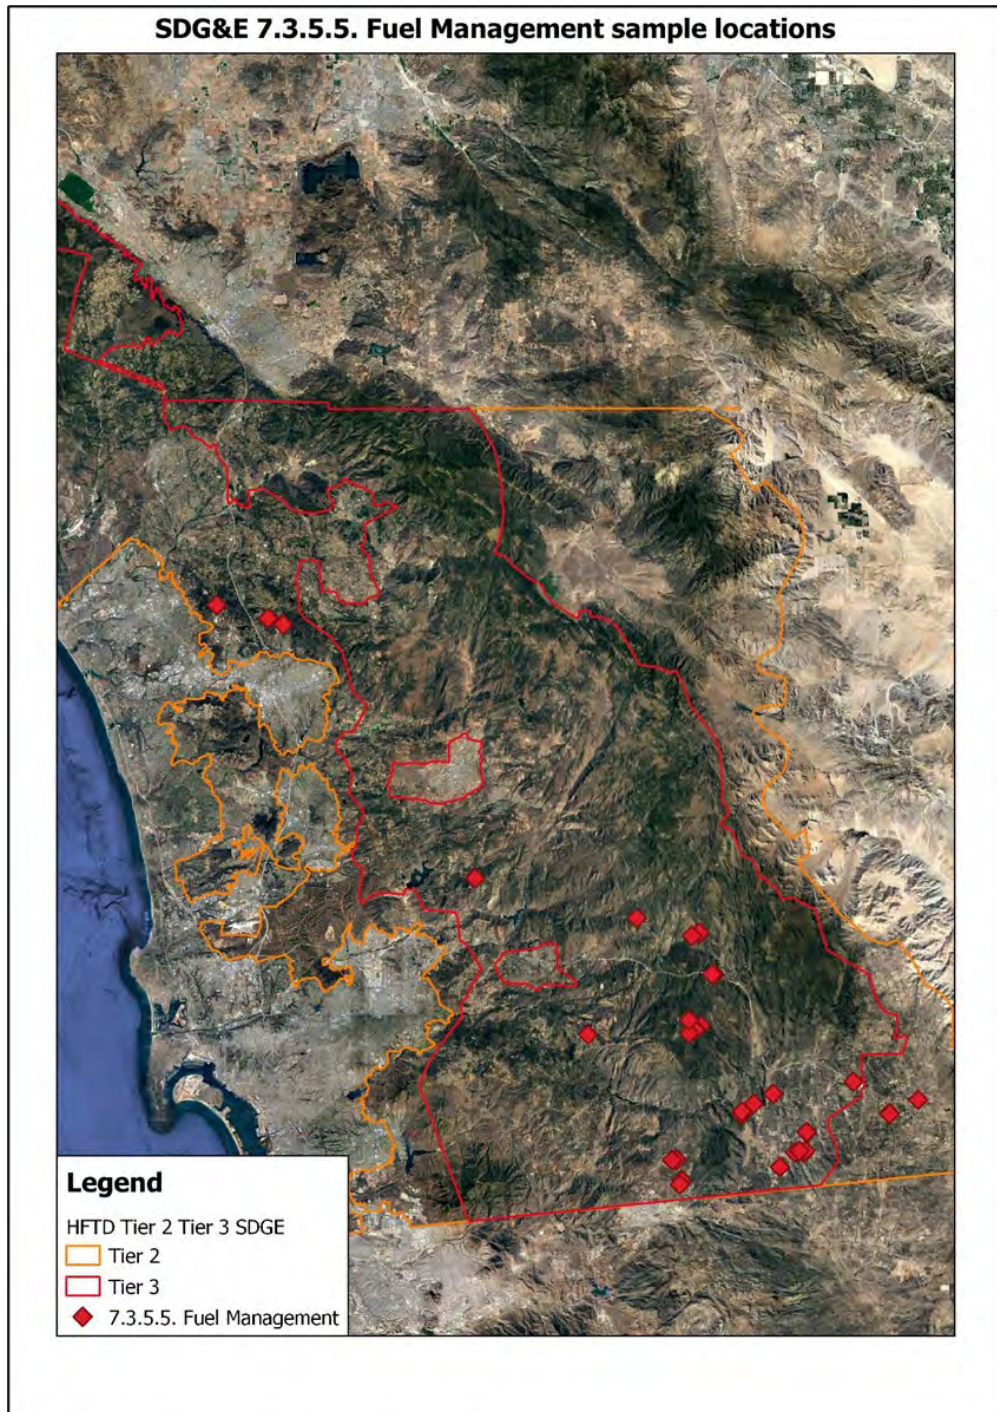 SDG&E 7.3.5.5. Fuel Management sample locations
Legend
HFTD Tier 2 Tier 3 SDGE
Tier 2
Tier 3
7.3.5.5. Fuel Management